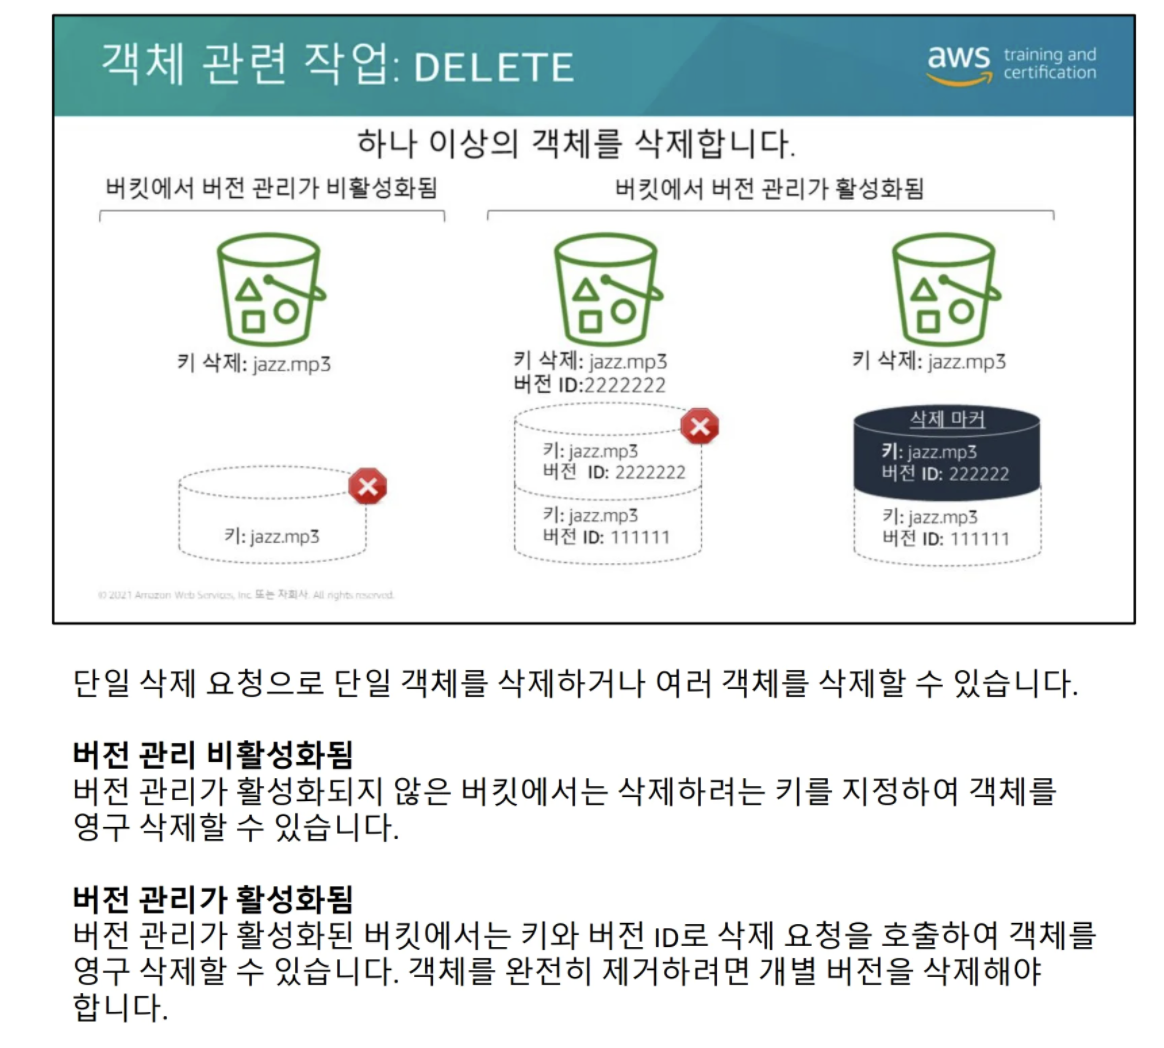 객체 관련 작업: DELETE
aws training and
certification
하나 이상의 객체를 삭제합니다.
버킷에서 버전 관리가 비활성화됨
버킷에서 버전 관리가 활성화됨
키 삭제: jazz.mp3
키: jazz.mp3
키 삭제: jazz.mp3
버전 ID:2222222
키: jazz.mp3
버전 ID: 2222222
키: jazz.mp3
버전 ID: 111111
키 삭제: jazz.mp3
삭제 마커
키: jazz.mp3
버전 ID: 222222
키: jazz.mp3
버전 ID: 111111
© 2021 Amazon Web Services, Inc. 또는 자회사. All rights reserved.
단일 삭제 요청으로 단일 객체를 삭제하거나 여러 객체를 삭제할 수 있습니다.
버전 관리 비활성화됨
버전 관리가 활성화되지 않은 버킷에서는 삭제하려는 키를 지정하여 객체를
영구 삭제할 수 있습니다.
버전 관리가 활성화됨
버전 관리가 활성화된 버킷에서는 키와 버전 ID로 삭제 요청을 호출하여 객체를
영구 삭제할 수 있습니다. 객체를 완전히 제거하려면 개별 버전을 삭제해야
합니다.